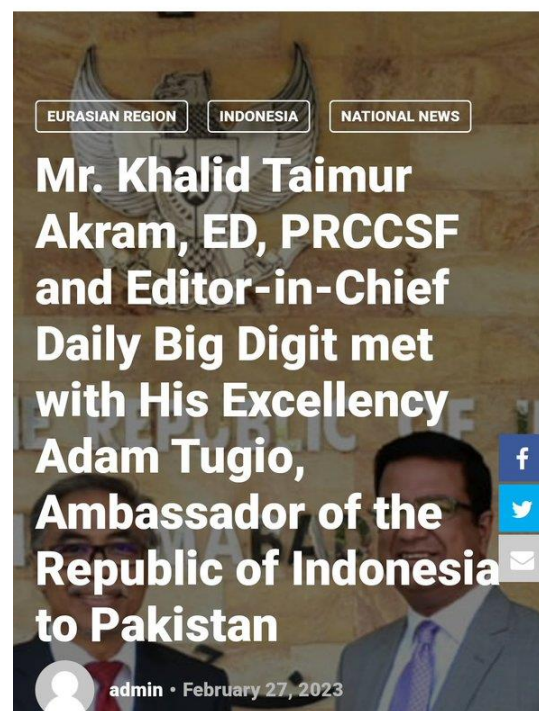 EURASIAN REGION INDONESIA NATIONAL NEWS
Mr. Khalid Taimur
Akram, ED, PRCCSF
and Editor-in-Chief
Daily Big Digit met
with His Excellency
Adam Tugio,
Ambassador of the
Republic of Indonesia
to Pakistan
admin • February 27, 2023